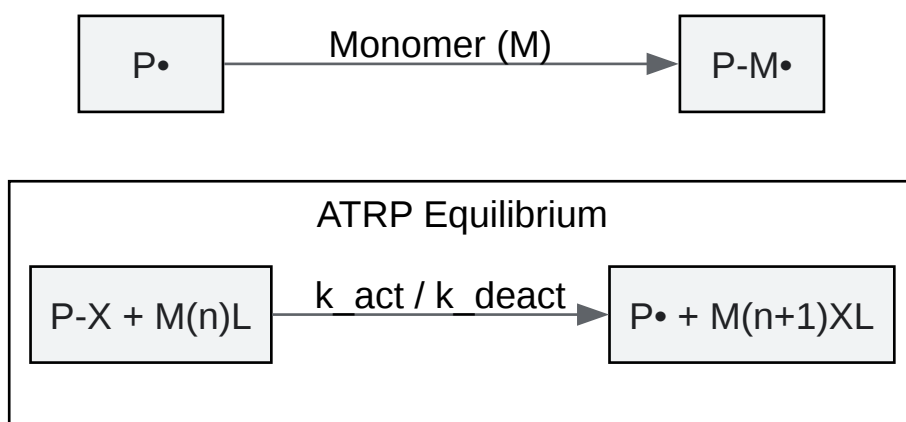 P•
Monomer (M)
P-M•
ATRP Equilibrium
P-X + M(n)L
k_act / k_deact
P• + M(n+1)XL